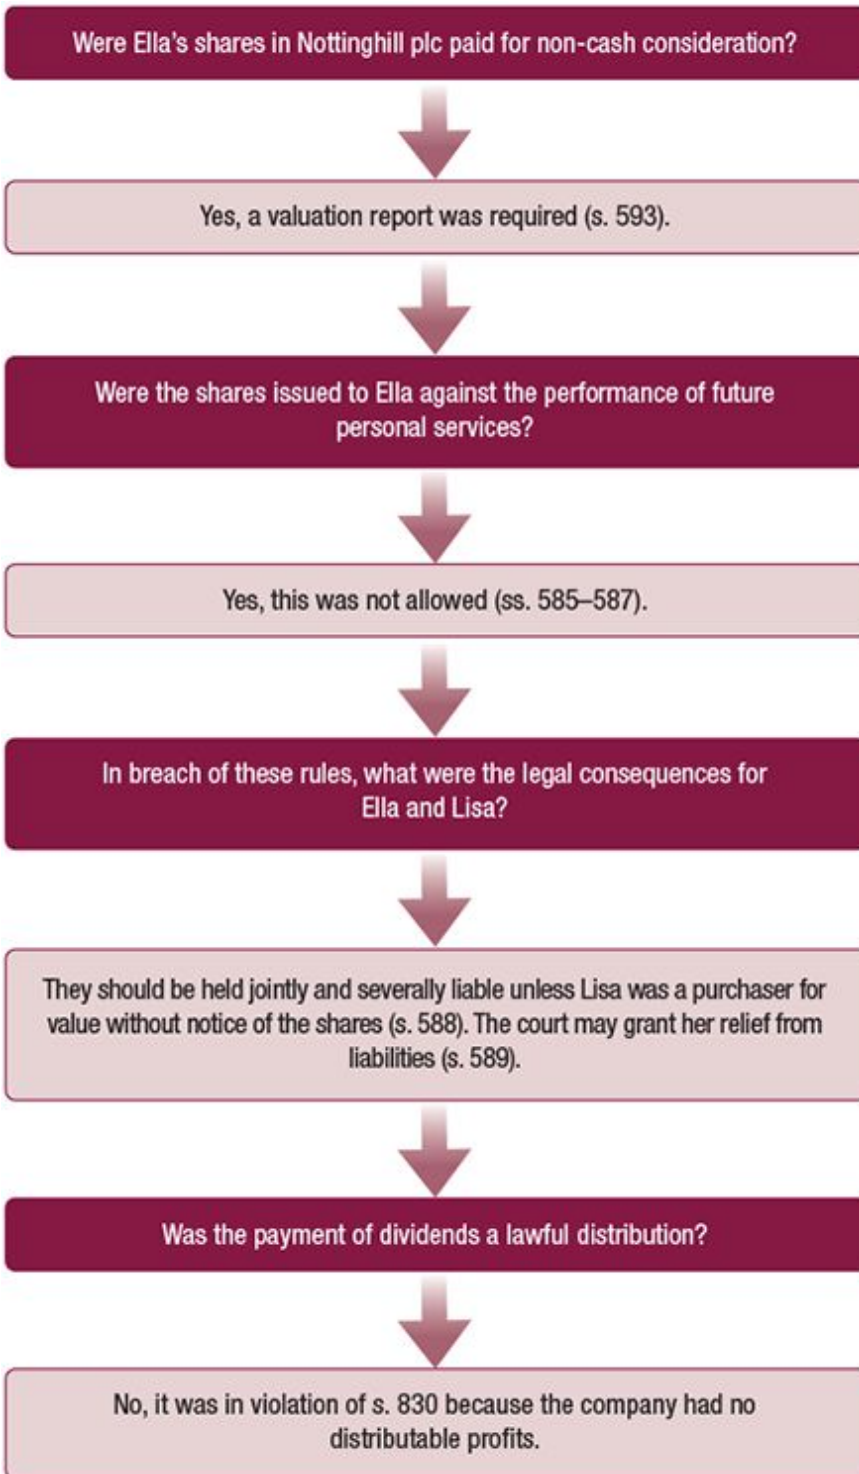 Were Ella's shares in Nottinghill plc paid for non-cash consideration?
Yes, a valuation report was required (s. 593).
Were the shares issued to Ella against the performance of future
personal services?
Yes, this was not allowed (ss. 585–587).
In breach of these rules, what were the legal consequences for
Ella and Lisa?
They should be held jointly and severally liable unless Lisa was a purchaser for
value without notice of the shares (s. 588). The court may grant her relief from
liabilities (s. 589).
Was the payment of dividends a lawful distribution?
No, it was in violation of s. 830 because the company had no
distributable profits.